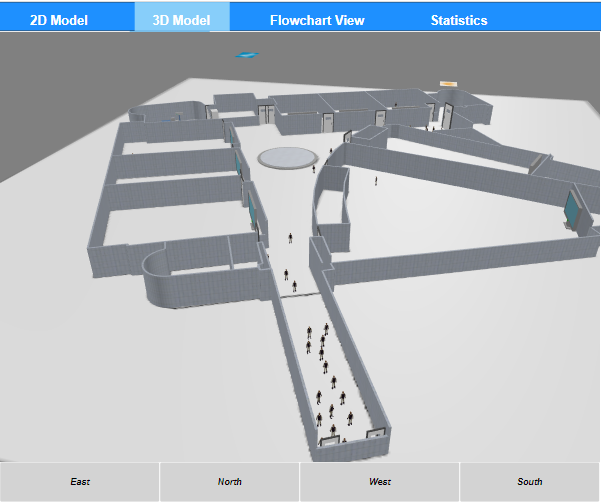 2D Model
3D Model
Flowchart View
Statistics
East
North
West
South